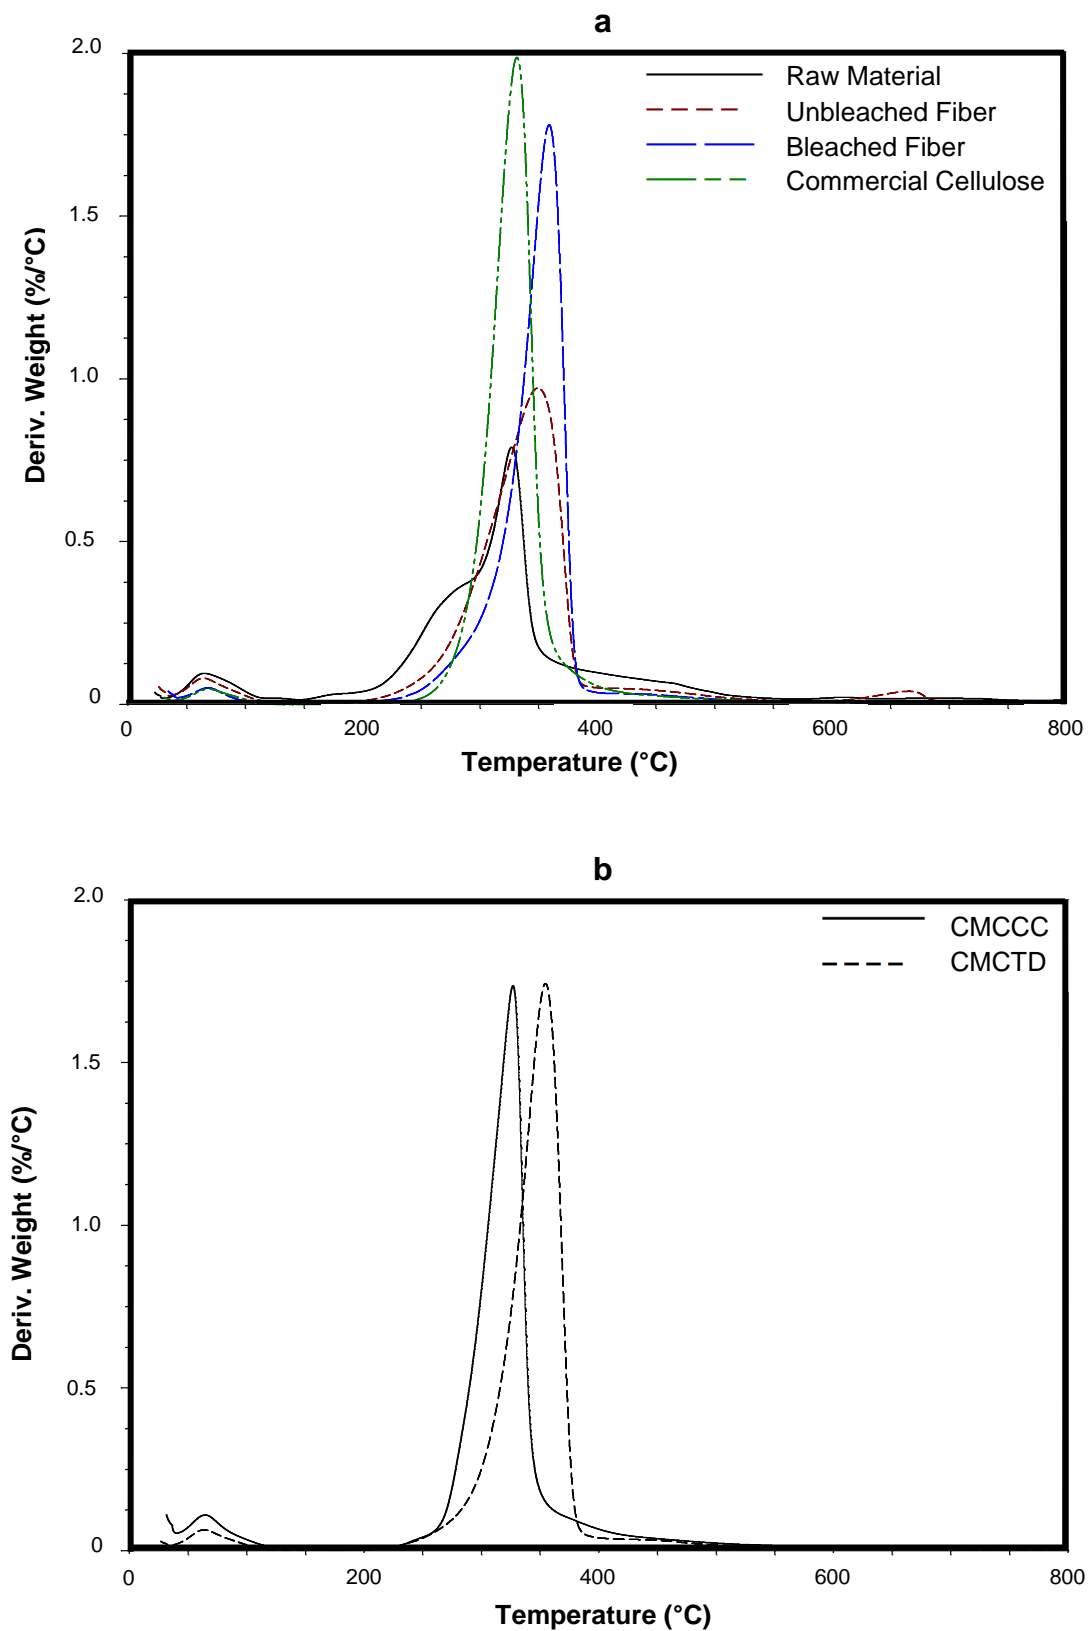 a
2.0
1.5
1.0
0.5
0
Deriv. Weight (%/°C)
Raw Material
Unbleached Fiber
Bleached Fiber
Commercial Cellulose
0 200 400 600 800
Temperature (°C)
b
2.0
1.5
1.0
0.5
0
Deriv. Weight (%/°C)
CMCCC
CMCTD
0 200 400 600 800
Temperature (°C)